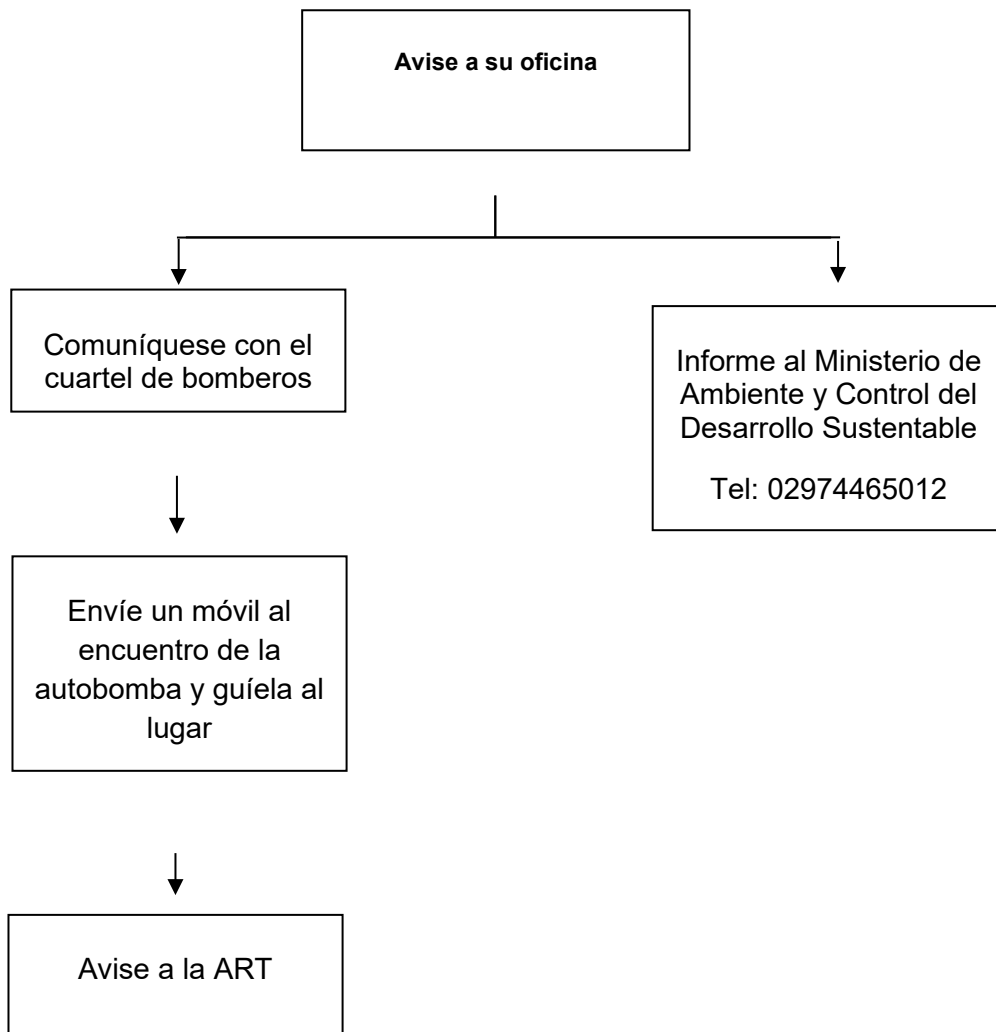 Avise a su oficina
Comuníquese con el
cuartel de bomberos
Informe al Ministerio de
Ambiente y Control del
Desarrollo Sustentable
Tel: 02974465012
Envíe un móvil al
encuentro de la
autobomba y guíela al
lugar
Avise a la ART